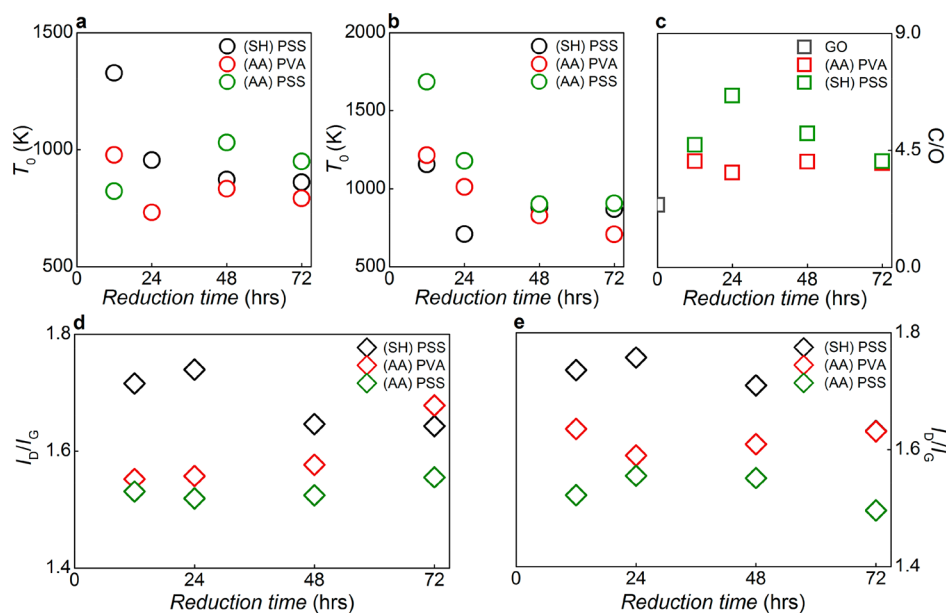 a
1500
1000
500
T0 (K)
(SH) PSS
(AA) PVA
(AA) PSS
0
24
48
72
Reduction time (hrs)
b
2000
1500
1000
500
T0 (K)
(SH) PSS
(AA) PVA
(AA) PSS
0
24
48
72
Reduction time (hrs)
c
GO
(AA) PVA
(SH) PSS
9.0
4.5
0.0
C/O
0
24
48
72
Reduction time (hrs)
d
1.8
1.6
1.4
ID/IG
(SH) PSS
(AA) PVA
(AA) PSS
0
24
48
72
Reduction time (hrs)
e
(SH) PSS
(AA) PVA
(AA) PSS
1.8
1.6
1.4
ID/IG
0
24
48
72
Reduction time (hrs)